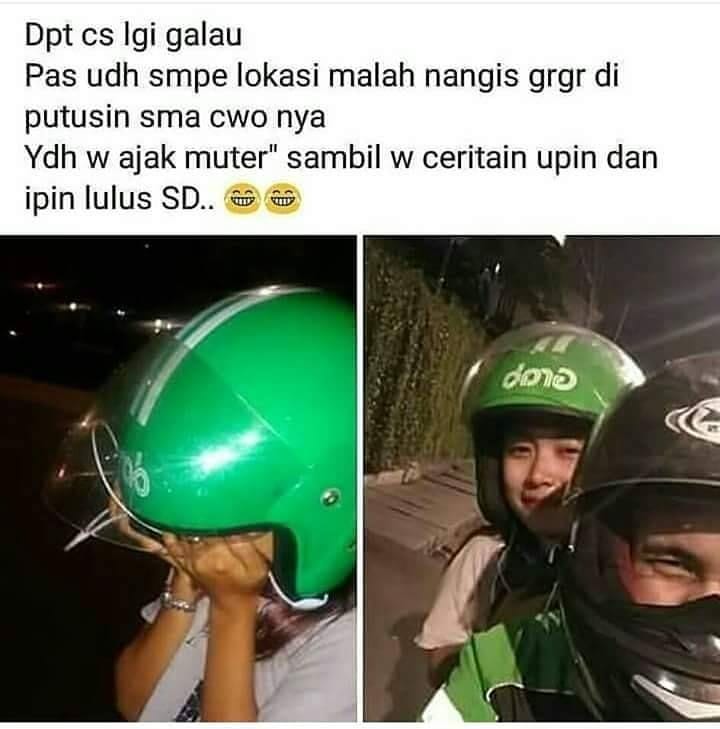 Dpt cs lgi galau
Pas udh smpe lokasi malah nangis grgr di
putusin sma cwo nya
Ydh w ajak muter" sambil w ceritain upin dan
ipin lulus SD.. 😁😁
Grab